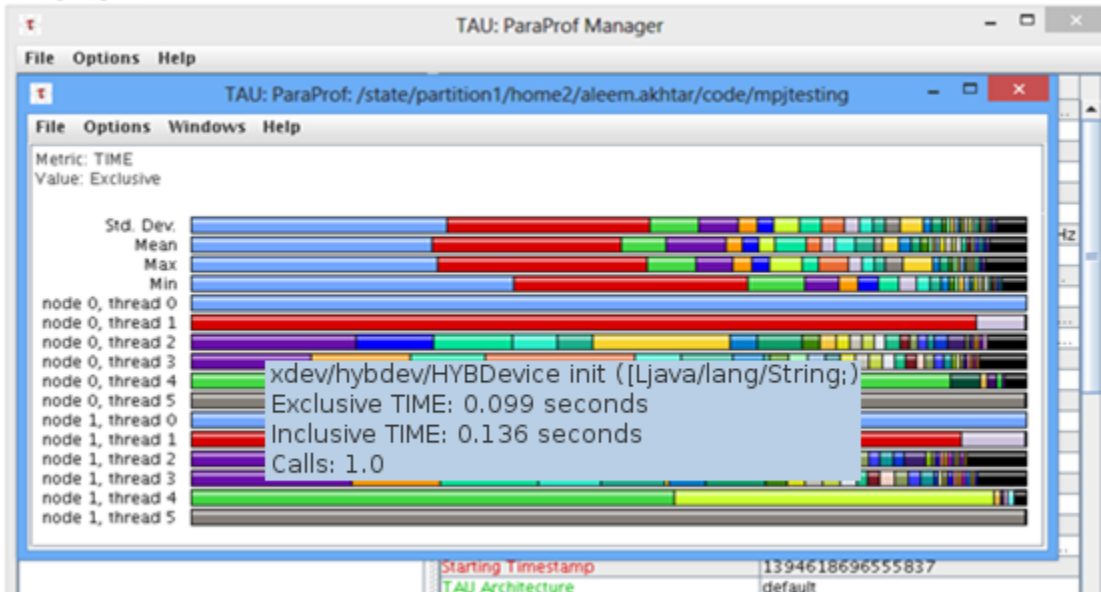 TAU: ParaProf Manager
File Options Help
TAU: ParaProf: /state/partition1/home2/aleem.akhtar/code/mpjtesting
File Options Windows Help
Metric: TIME
Value: Exclusive
Std. Dev.
Mean
Max
Min
node 0, thread 0
node 0, thread 1
node 0, thread 2
node 0, thread 3
node 0, thread 4
node 0, thread 5
node 1, thread 0
node 1, thread 1
node 1, thread 2
node 1, thread 3
node 1, thread 4
node 1, thread 5
xdev/hybdev/HYBDevice init ([Ljava/lang/String;)
Exclusive TIME: 0.099 seconds
Inclusive TIME: 0.136 seconds
Calls: 1.0
Hz
Starting Timestamp 1394618696555837
TAU Architecture default